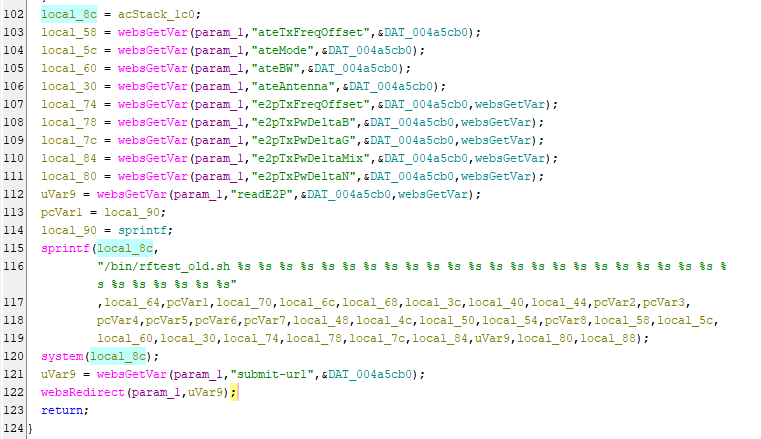 102 local_8c = acStack_1c0;
103 local_58 = websGetVar(param_1,"ateTxFreqOffset",&DAT_004a5cb0);
104 local_5c = websGetVar(param_1,"ateMode",&DAT_004a5cb0);
105 local_60 = websGetVar(param_1,"ateBW",&DAT_004a5cb0);
106 local_30 = websGetVar(param_1,"ateAntenna",&DAT_004a5cb0);
107 local_74 = websGetVar(param_1,"e2pTxFreqOffset",&DAT_004a5cb0,websGetVar);
108 local_78 = websGetVar(param_1,"e2pTxPwDeltaB",&DAT_004a5cb0,websGetVar);
109 local_7c = websGetVar(param_1,"e2pTxPwDeltaG",&DAT_004a5cb0,websGetVar);
110 local_84 = websGetVar(param_1,"e2pTxPwDeltaMix",&DAT_004a5cb0,websGetVar);
111 local_80 = websGetVar(param_1,"e2pTxPwDeltaN",&DAT_004a5cb0,websGetVar);
112 uVar9 = websGetVar(param_1,"readE2P",&DAT_004a5cb0,websGetVar);
113 pcVar1 = local_90;
114 local_90 = sprintf;
115 sprintf(local_8c,
116 "/bin/rftest_old.sh %s %s %s %s %s %s %s %s %s %s %s %s %s %s %s %s %s %s %s %s %s %s %s %
s %s %s %s %s %s %s"
117 ,local_64,pcVar1,local_70,local_6c,local_68,local_3c,local_40,local_44,pcVar2,pcVar3,
118 pcVar4,pcVar5,pcVar6,pcVar7,local_48,local_4c,local_50,local_54,pcVar8,local_58,local_5c,
119 local_60,local_30,local_74,local_78,local_7c,local_84,uVar9,local_80,local_88);
120 system(local_8c);
121 uVar9 = websGetVar(param_1,"submit-url",&DAT_004a5cb0);
122 websRedirect(param_1,uVar9);
123 return;
124 }